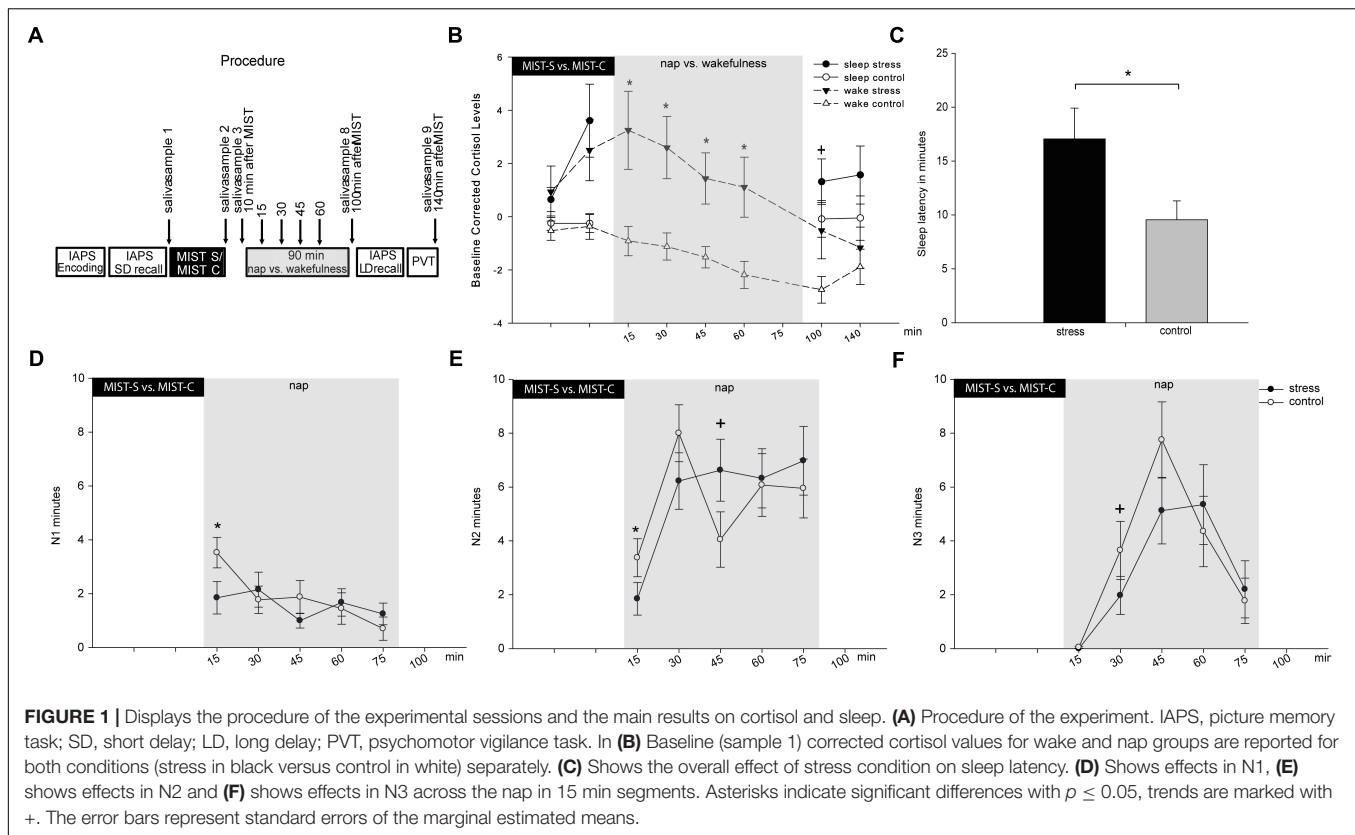 A
Procedure
salivasample 1
salivasample 2
salivasample 3
10 min after MIST
15
30
45
60
salivasample 8
100min afteMIST
salivasample 9
140min afteMIST
IAPS
Encoding
IAPS
SD recall
MIST S/
MIST C
90 min
nap vs. wakefulness
IAPS
LDrecall
PVT
B
MIST-S vs. MIST-C
nap vs. wakefulness
sleep stress
sleep control
wake stress
wake control
Baseline Corrected Cortisol Levels
6
4
2
0
-2
-4
* * * *
+
15 30 45 60 75 100 140 min
C
Sleep latency in minutes
25
20
15
10
5
0
*
stress control
D
MIST-S vs. MIST-C
nap
N1 minutes
10
8
6
4
2
0
*
15 30 45 60 75 100 min
E
MIST-S vs. MIST-C
nap
N2 minutes
10
8
6
4
2
0
*
+
15 30 45 60 75 100 min
F
MIST-S vs. MIST-C
nap
stress
control
N3 minutes
10
8
6
4
2
0
+
15 30 45 60 75 100 min
FIGURE 1 | Displays the procedure of the experimental sessions and the main results on cortisol and sleep. (A) Procedure of the experiment. IAPS, picture memory
task; SD, short delay; LD, long delay; PVT, psychomotor vigilance task. In (B) Baseline (sample 1) corrected cortisol values for wake and nap groups are reported for
both conditions (stress in black versus control in white) separately. (C) Shows the overall effect of stress condition on sleep latency. (D) Shows effects in N1, (E)
shows effects in N2 and (F) shows effects in N3 across the nap in 15 min segments. Asterisks indicate significant differences with p ≤ 0.05, trends are marked with
+. The error bars represent standard errors of the marginal estimated means.